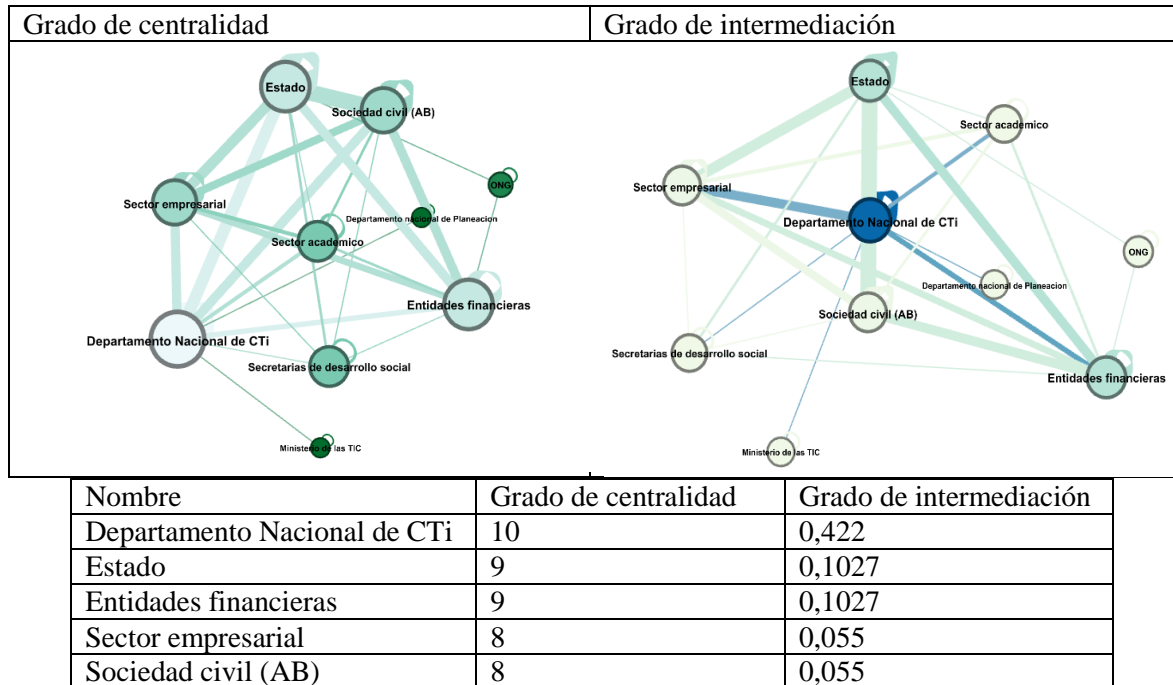 Grado de centralidad
Grado de intermediación
Estado
Sociedad civil (AB)
ONG
Sector empresarial
Departamento nacional de Planeacion
Sector academico
Entidades financieras
Departamento Nacional de CTi
Secretarias de desarrollo social
Ministerio de las TIC
Estado
Sector academico
Sector empresarial
Departamento Nacional de CTi
ONG
Departamento nacional de Planeacion
Sociedad civil (AB)
Secretarias de desarrollo social
Entidades financieras
Ministerio de las TIC
Nombre Grado de centralidad Grado de intermediación
Departamento Nacional de CTi 10 0,422
Estado 9 0,1027
Entidades financieras 9 0,1027
Sector empresarial 8 0,055
Sociedad civil (AB) 8 0,055